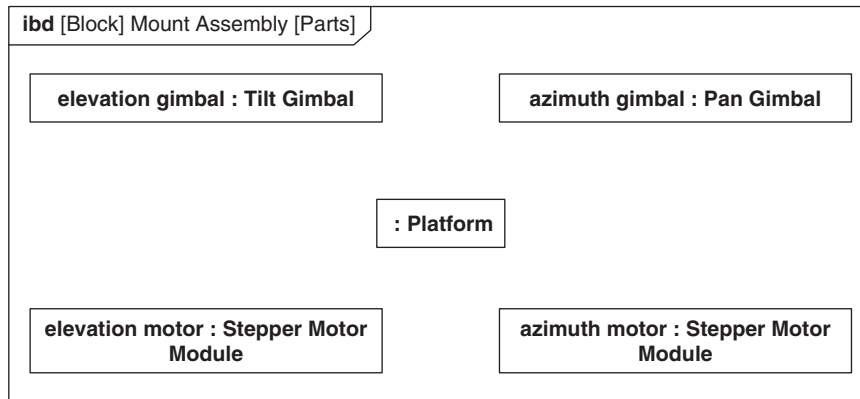 ibd [Block] Mount Assembly [Parts]
elevation gimbal : Tilt Gimbal
azimuth gimbal : Pan Gimbal
: Platform
elevation motor : Stepper Motor
Module
azimuth motor : Stepper Motor
Module